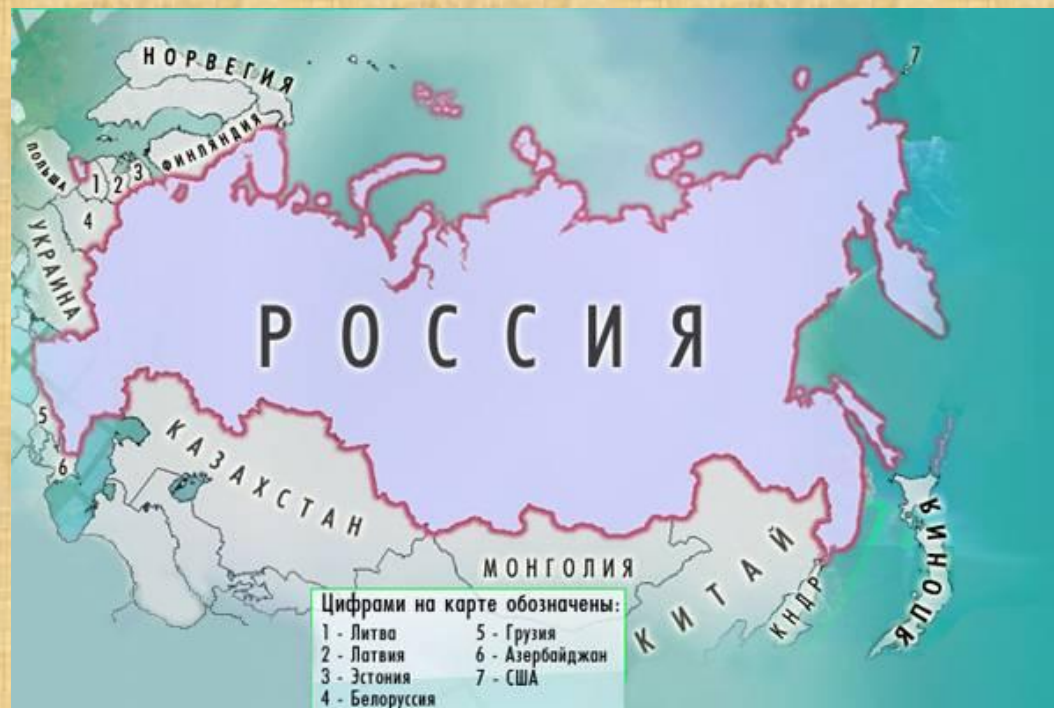 НОРВЕГИЯ
7
ФИНЛЯНДИЯ
ПОЛЬША
1
2
3
4
УКРАИНА
РОССИЯ
5
6
КАЗАХСТАН
МОНГОЛИЯ
КИТАЙ
КНДР
ЯПОНИЯ
Цифрами на карте обозначены:
1 - Литва
2 - Латвия
3 - Эстония
4 - Белоруссия
5 - Грузия
6 - Азербайджан
7 - США